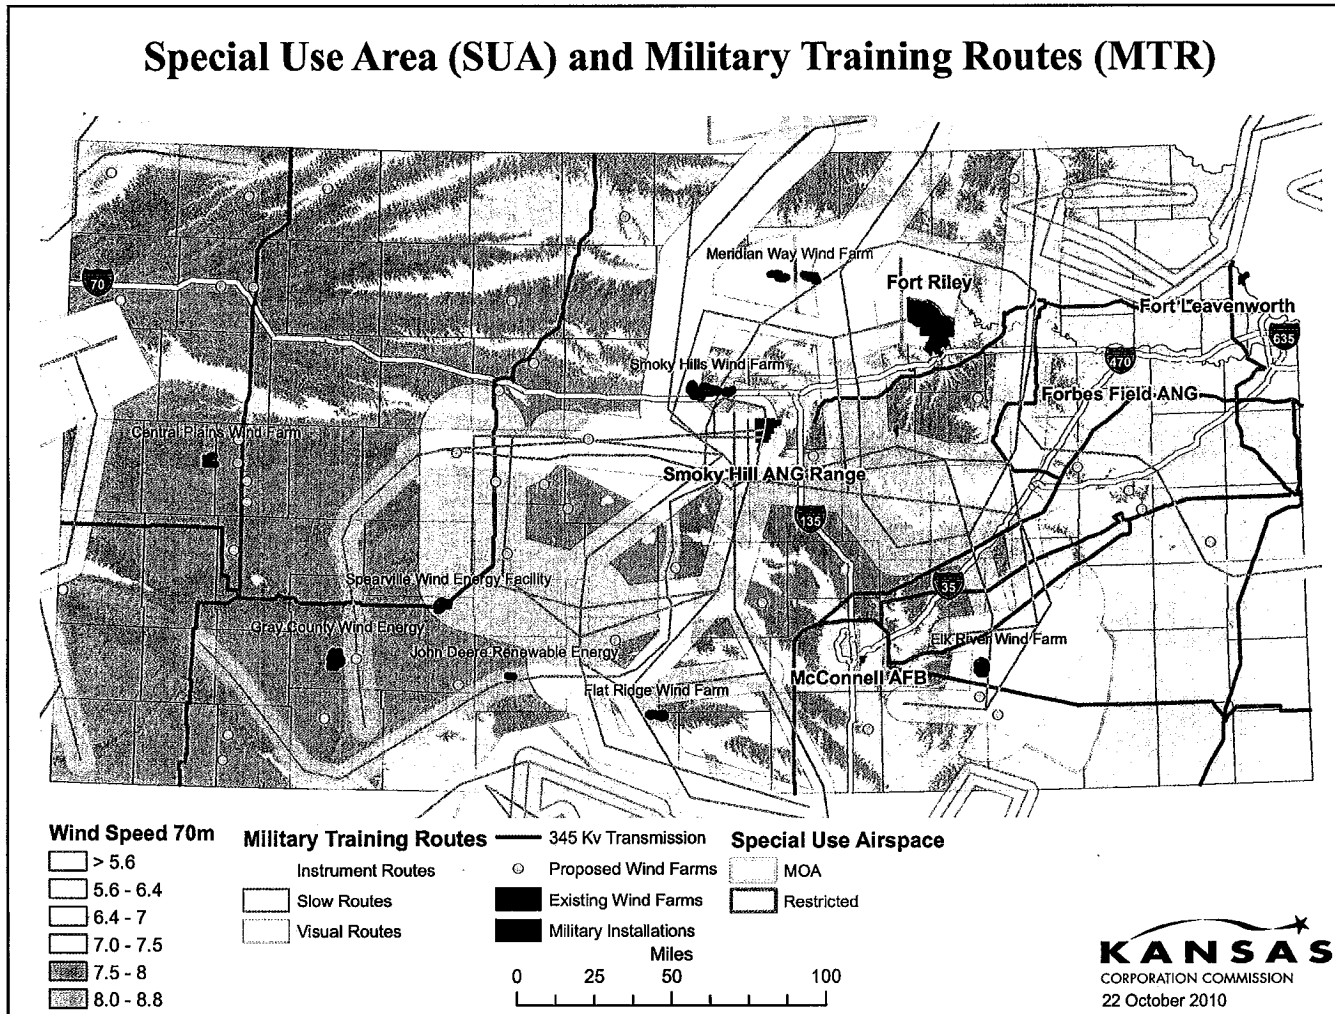 Special Use Area (SUA) and Military Training Routes (MTR)
Meridian Way Wind Farm
70
Fort Riley
Fort Leavenworth
635
Smoky Hills Wind Farm
470
Forbes Field ANG
Central Plains Wind Farm
Smoky Hill ANG Range
135
Spearville Wind Energy Facility
35
Gray County Wind Energy
Elk River Wind Farm
John Deere Renewable Energy
McConnell AFB
Flat Ridge Wind Farm
Wind Speed 70m
> 5.6
5.6 - 6.4
6.4 - 7
7.0 - 7.5
7.5 - 8
8.0 - 8.8
Military Training Routes
Instrument Routes
Slow Routes
Visual Routes
345 Kv Transmission
Proposed Wind Farms
Existing Wind Farms
Military Installations
Miles
0 25 50 100
Special Use Airspace
MOA
Restricted
KANSAS
CORPORATION COMMISSION
22 October 2010